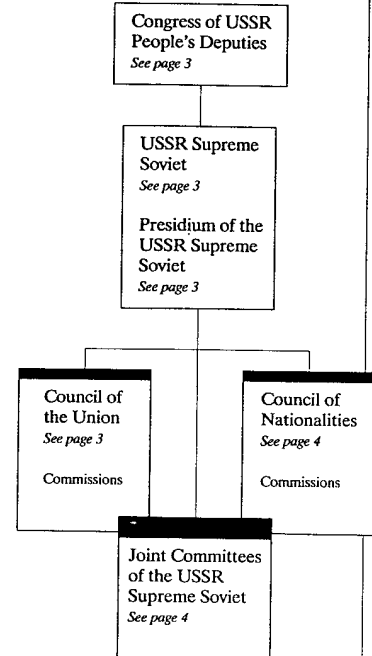 Congress of USSR
People's Deputies
See page 3
USSR Supreme
Soviet
See page 3
Presidium of the
USSR Supreme
Soviet
See page 3
Council of
the Union
See page 3
Commissions
Council of
Nationalities
See page 4
Commissions
Joint Committees
of the USSR
Supreme Soviet
See page 4